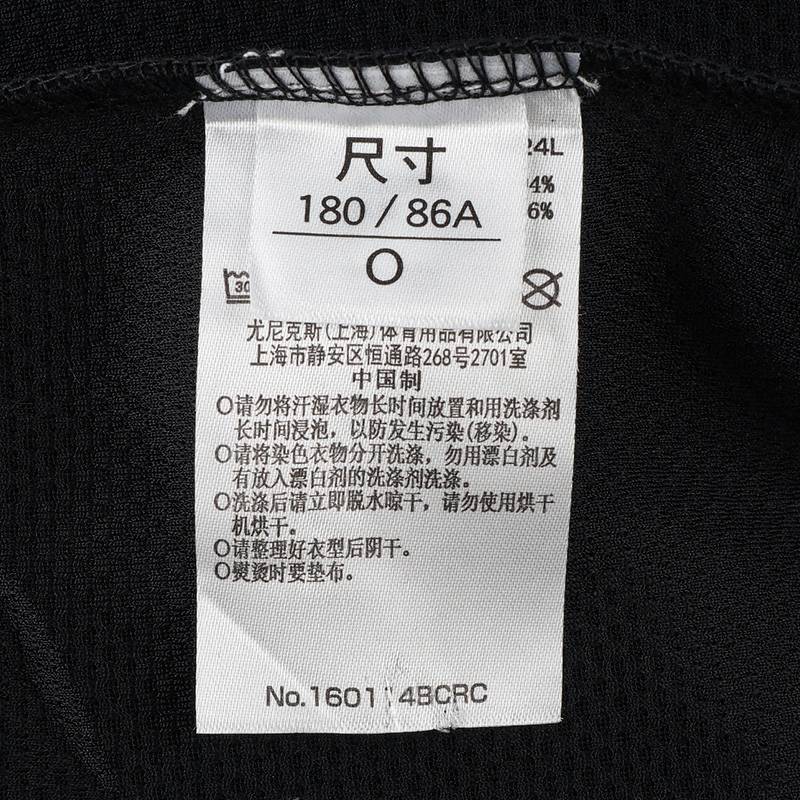 尺寸
180 / 86A
O
24L
4%
6%
30
尤尼克斯(上海)体育用品有限公司
上海市静安区恒通路268号2701室
中国制
O请勿将汗湿衣物长时间放置和用洗涤剂
长时间浸泡，以防发生污染(移染)。
O请将染色衣物分开洗涤，勿用漂白剂及
有放入漂白剂的洗涤剂洗涤。
O洗涤后请立即脱水晾干，请勿使用烘干
机烘干。
O请整理好衣型后阴干。
O熨烫时要垫布。
No.160114BCRC